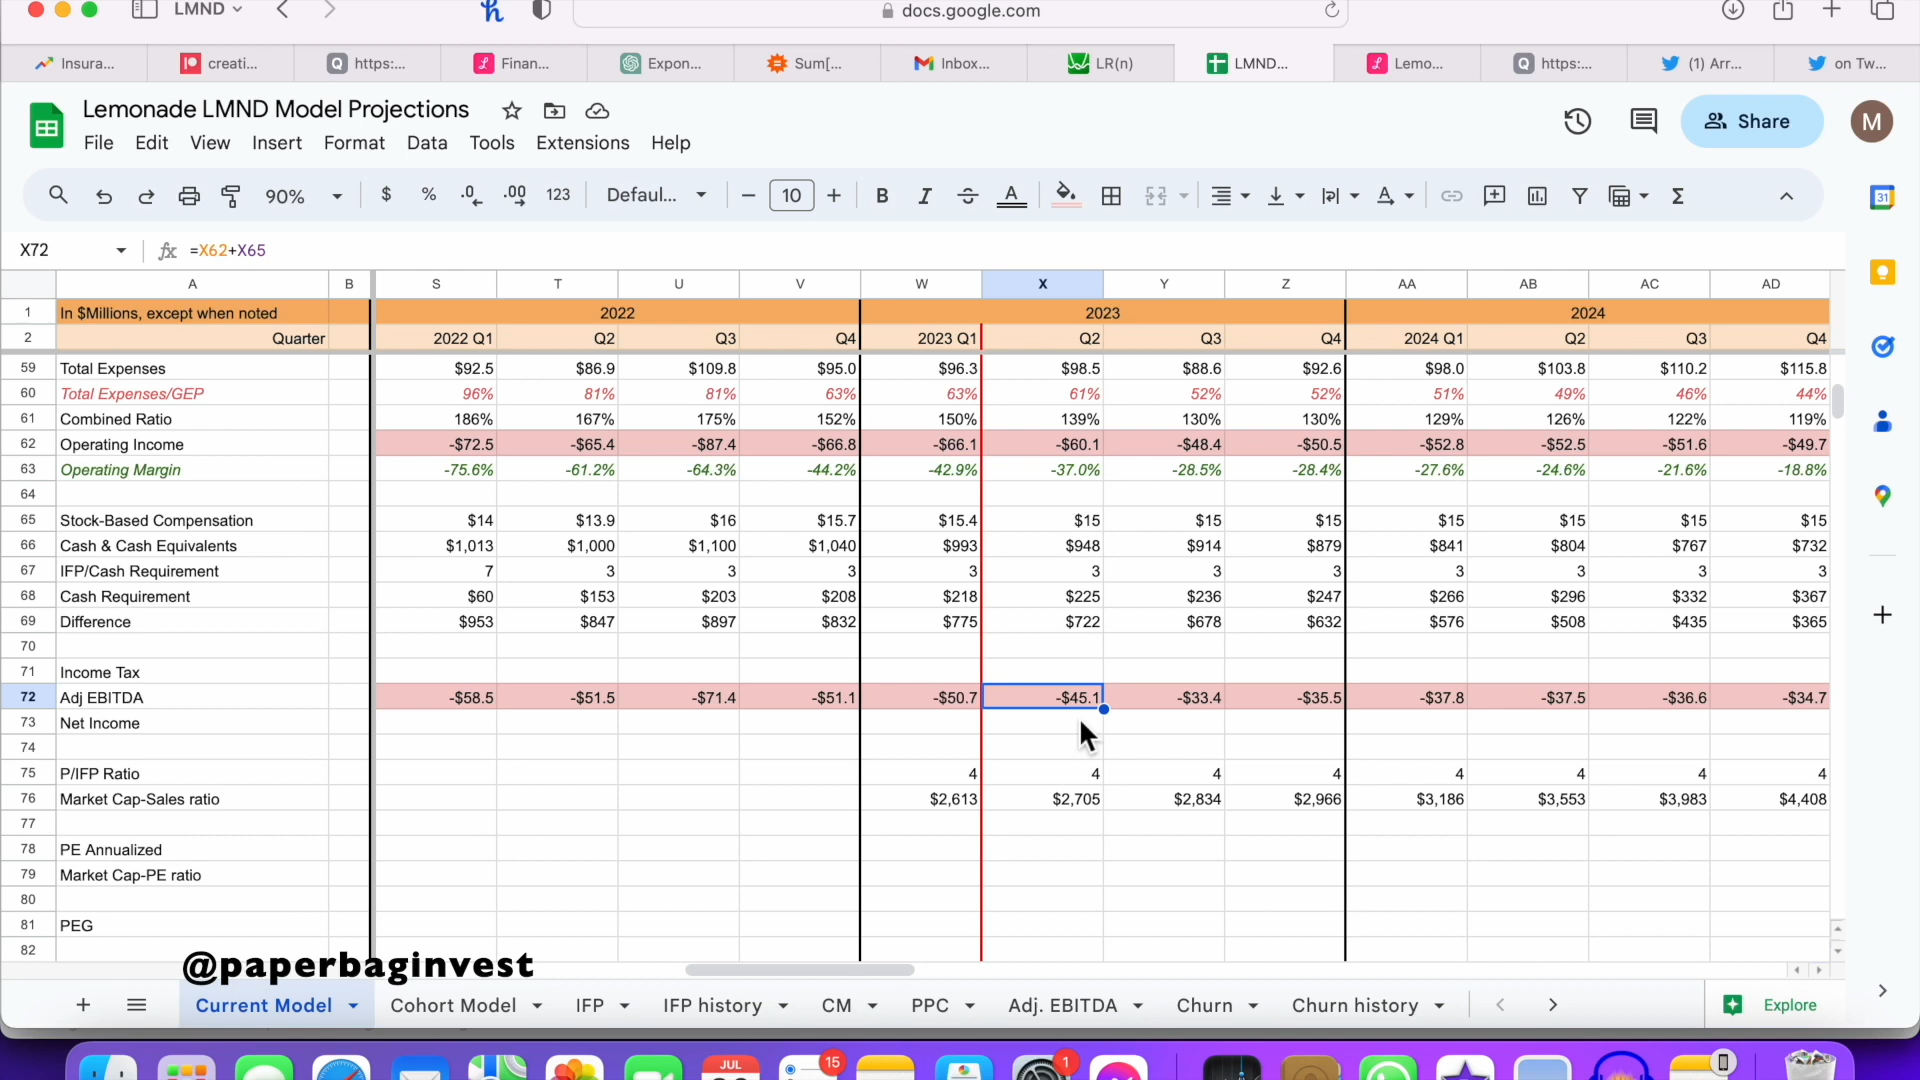 LMND
docs.google.com
Insura... creati... https:... Finan... Expon... Sum[... Inbox... LR(n) LMND... Lemo... https:... (1) Arr... on Tw...
Lemonade LMND Model Projections
File Edit View Insert Format Data Tools Extensions Help
Share
M
90% $ % .0 .00 123 Defaul... 10 B I A
31
X72 fx =X62+X65
A B S T U V W X Y Z AA AB AC AD
1 In $Millions, except when noted 2022 2023 2024
2 Quarter 2022 Q1 Q2 Q3 Q4 2023 Q1 Q2 Q3 Q4 2024 Q1 Q2 Q3 Q4
59 Total Expenses $92.5 $86.9 $109.8 $95.0 $96.3 $98.5 $88.6 $92.6 $98.0 $103.8 $110.2 $115.8
60 Total Expenses/GEP 96% 81% 81% 63% 63% 61% 52% 52% 51% 49% 46% 44%
61 Combined Ratio 186% 167% 175% 152% 150% 139% 130% 130% 129% 126% 122% 119%
62 Operating Income -$72.5 -$65.4 -$87.4 -$66.8 -$66.1 -$60.1 -$48.4 -$50.5 -$52.8 -$52.5 -$51.6 -$49.7
63 Operating Margin -75.6% -61.2% -64.3% -44.2% -42.9% -37.0% -28.5% -28.4% -27.6% -24.6% -21.6% -18.8%
64
65 Stock-Based Compensation $14 $13.9 $16 $15.7 $15.4 $15 $15 $15 $15 $15 $15 $15
66 Cash & Cash Equivalents $1,013 $1,000 $1,100 $1,040 $993 $948 $914 $879 $841 $804 $767 $732
67 IFP/Cash Requirement 7 3 3 3 3 3 3 3 3 3 3 3
68 Cash Requirement $60 $153 $203 $208 $218 $225 $236 $247 $266 $296 $332 $367
69 Difference $953 $847 $897 $832 $775 $722 $678 $632 $576 $508 $435 $365
70
71 Income Tax
72 Adj EBITDA -$58.5 -$51.5 -$71.4 -$51.1 -$50.7 -$45.1 -$33.4 -$35.5 -$37.8 -$37.5 -$36.6 -$34.7
73 Net Income
74
75 P/IFP Ratio 4 4 4 4 4 4 4 4
76 Market Cap-Sales ratio $2,613 $2,705 $2,834 $2,966 $3,186 $3,553 $3,983 $4,408
77
78 PE Annualized
79 Market Cap-PE ratio
80
81 PEG
82
@paperbaginvest
Current Model Cohort Model IFP IFP history CM PPC Adj. EBITDA Churn Churn history Explore
JUL 15 1